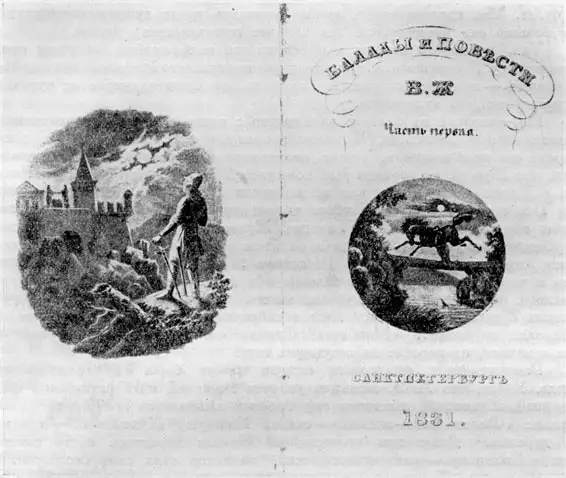 БАЛЛАДЫ И ПОВѢСТИ
В. Ж
Часть первая.
САНКТПЕТЕРБУРГЪ
1831.